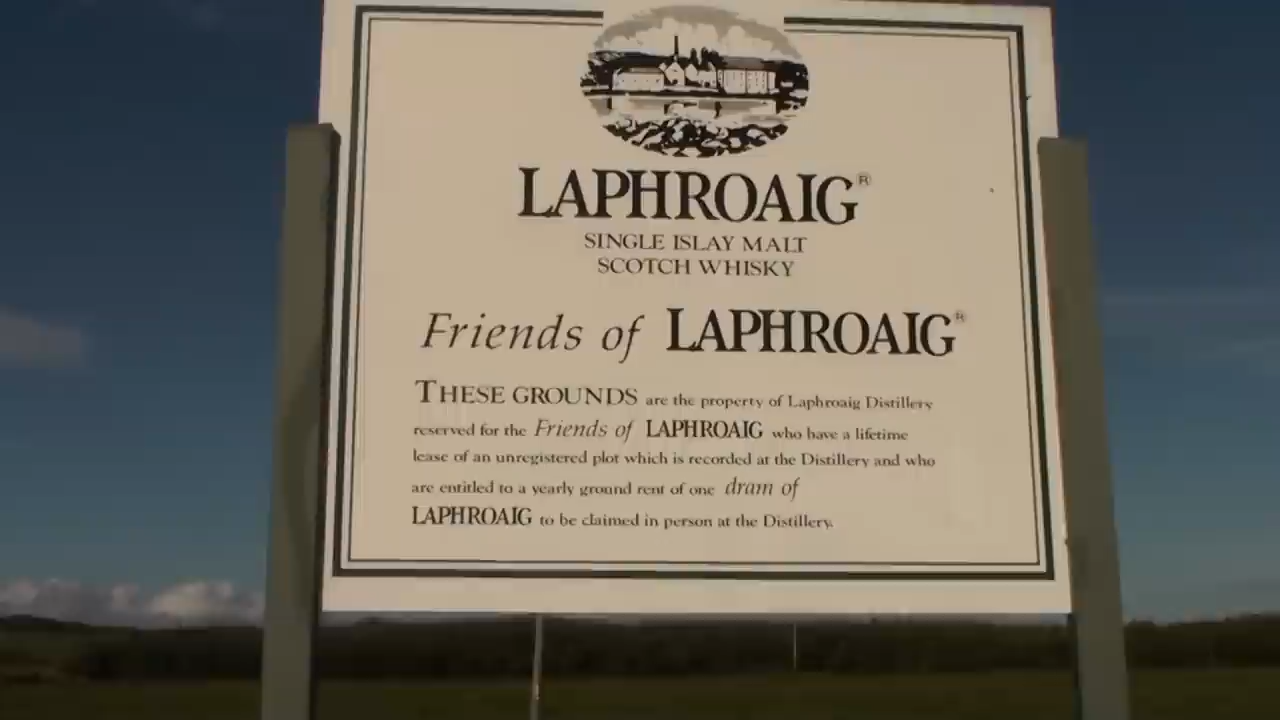 LAPHROAIG®
SINGLE ISLAY MALT
SCOTCH WHISKY
Friends of LAPHROAIG®
THESE GROUNDS are the property of Laphroaig Distillery
reserved for the Friends of LAPHROAIG who have a lifetime
lease of an unregistered plot which is recorded at the Distillery and who
are entitled to a yearly ground rent of one dram of
LAPHROAIG to be claimed in person at the Distillery.